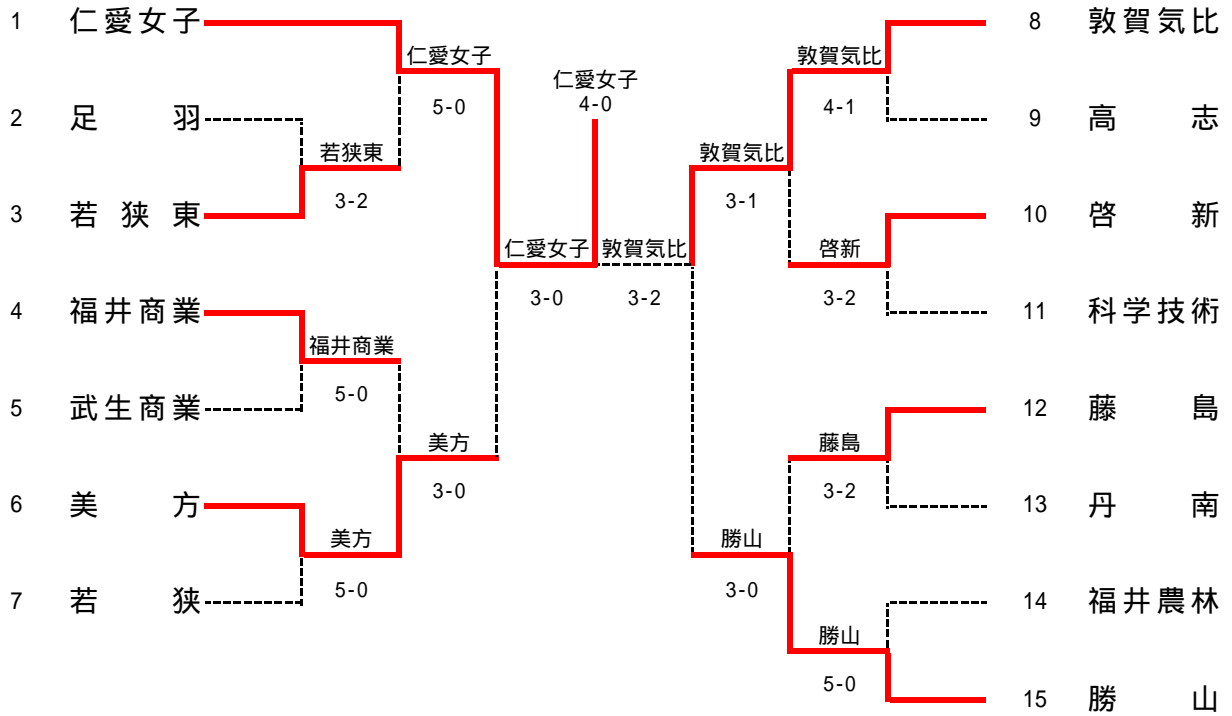 1 仁愛女子
2 足羽
3 若狭東
4 福井商業
5 武生商業
6 美方
7 若狭
若狭東
3-2
福井商業
5-0
美方
5-0
仁愛女子
5-0
美方
3-0
仁愛女子
3-0
仁愛女子
4-0
敦賀気比
3-2
敦賀気比
3-1
勝山
3-0
敦賀気比
4-1
啓新
3-2
藤島
3-2
勝山
5-0
8 敦賀気比
9 高志
10 啓新
11 科学技術
12 藤島
13 丹南
14 福井農林
15 勝山